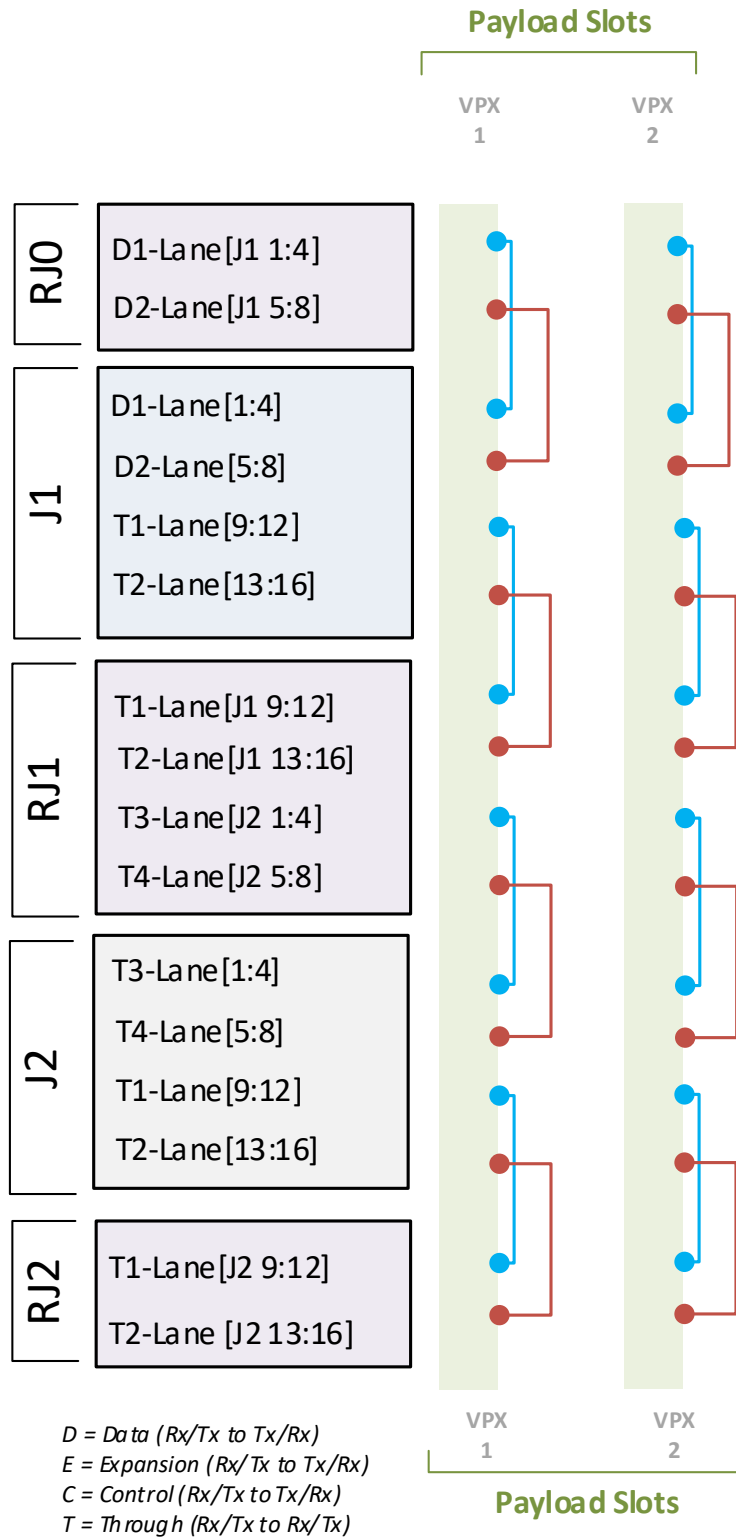 Payload Slots
VPX
1
VPX
2
RJ0
D1-Lane[J1 1:4]
D2-Lane[J1 5:8]
J1
D1-Lane[1:4]
D2-Lane[5:8]
T1-Lane[9:12]
T2-Lane[13:16]
RJ1
T1-Lane[J1 9:12]
T2-Lane[J1 13:16]
T3-Lane[J2 1:4]
T4-Lane[J2 5:8]
J2
T3-Lane[1:4]
T4-Lane[5:8]
T1-Lane[9:12]
T2-Lane[13:16]
RJ2
T1-Lane[J2 9:12]
T2-Lane [J2 13:16]
D = Data (Rx/Tx to Tx/Rx)
E = Expansion (Rx/Tx to Tx/Rx)
C = Control (Rx/Tx to Tx/Rx)
T = Through (Rx/Tx to Rx/Tx)
VPX
1
VPX
2
Payload Slots